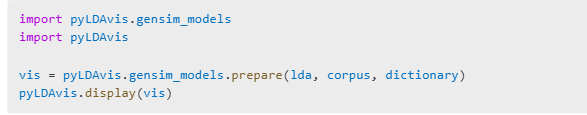 import pyLDAvis.gensim_models
import pyLDAvis
vis = pyLDAvis.gensim_models.prepare(lda, corpus, dictionary)
pyLDAvis.display(vis)